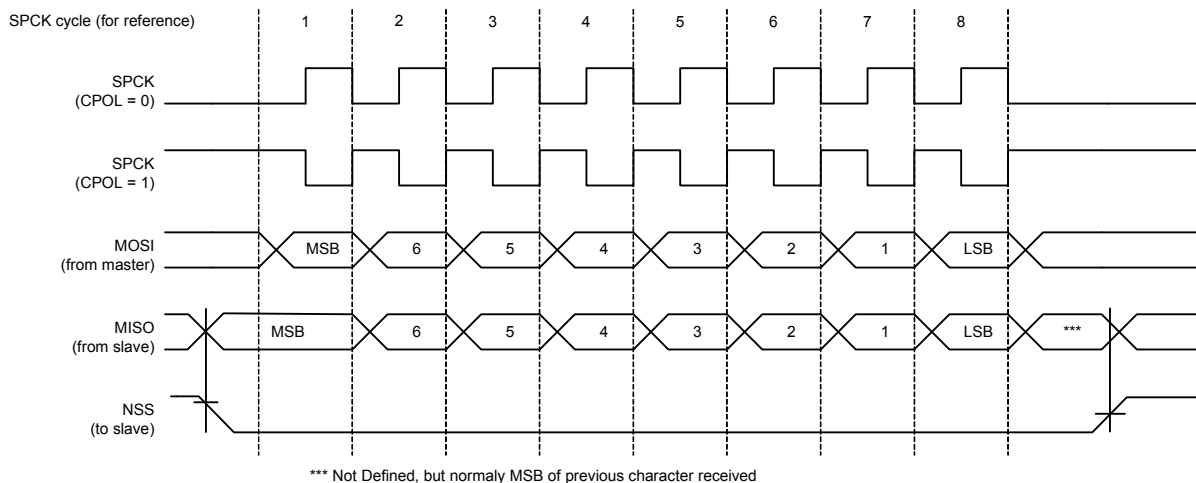 SPCK cycle (for reference) 1 2 3 4 5 6 7 8
SPCK
(CPOL = 0)
SPCK
(CPOL = 1)
MOSI
(from master)
MSB 6 5 4 3 2 1 LSB
MISO
(from slave)
MSB 6 5 4 3 2 1 LSB ***
NSS
(to slave)
*** Not Defined, but normaly MSB of previous character received